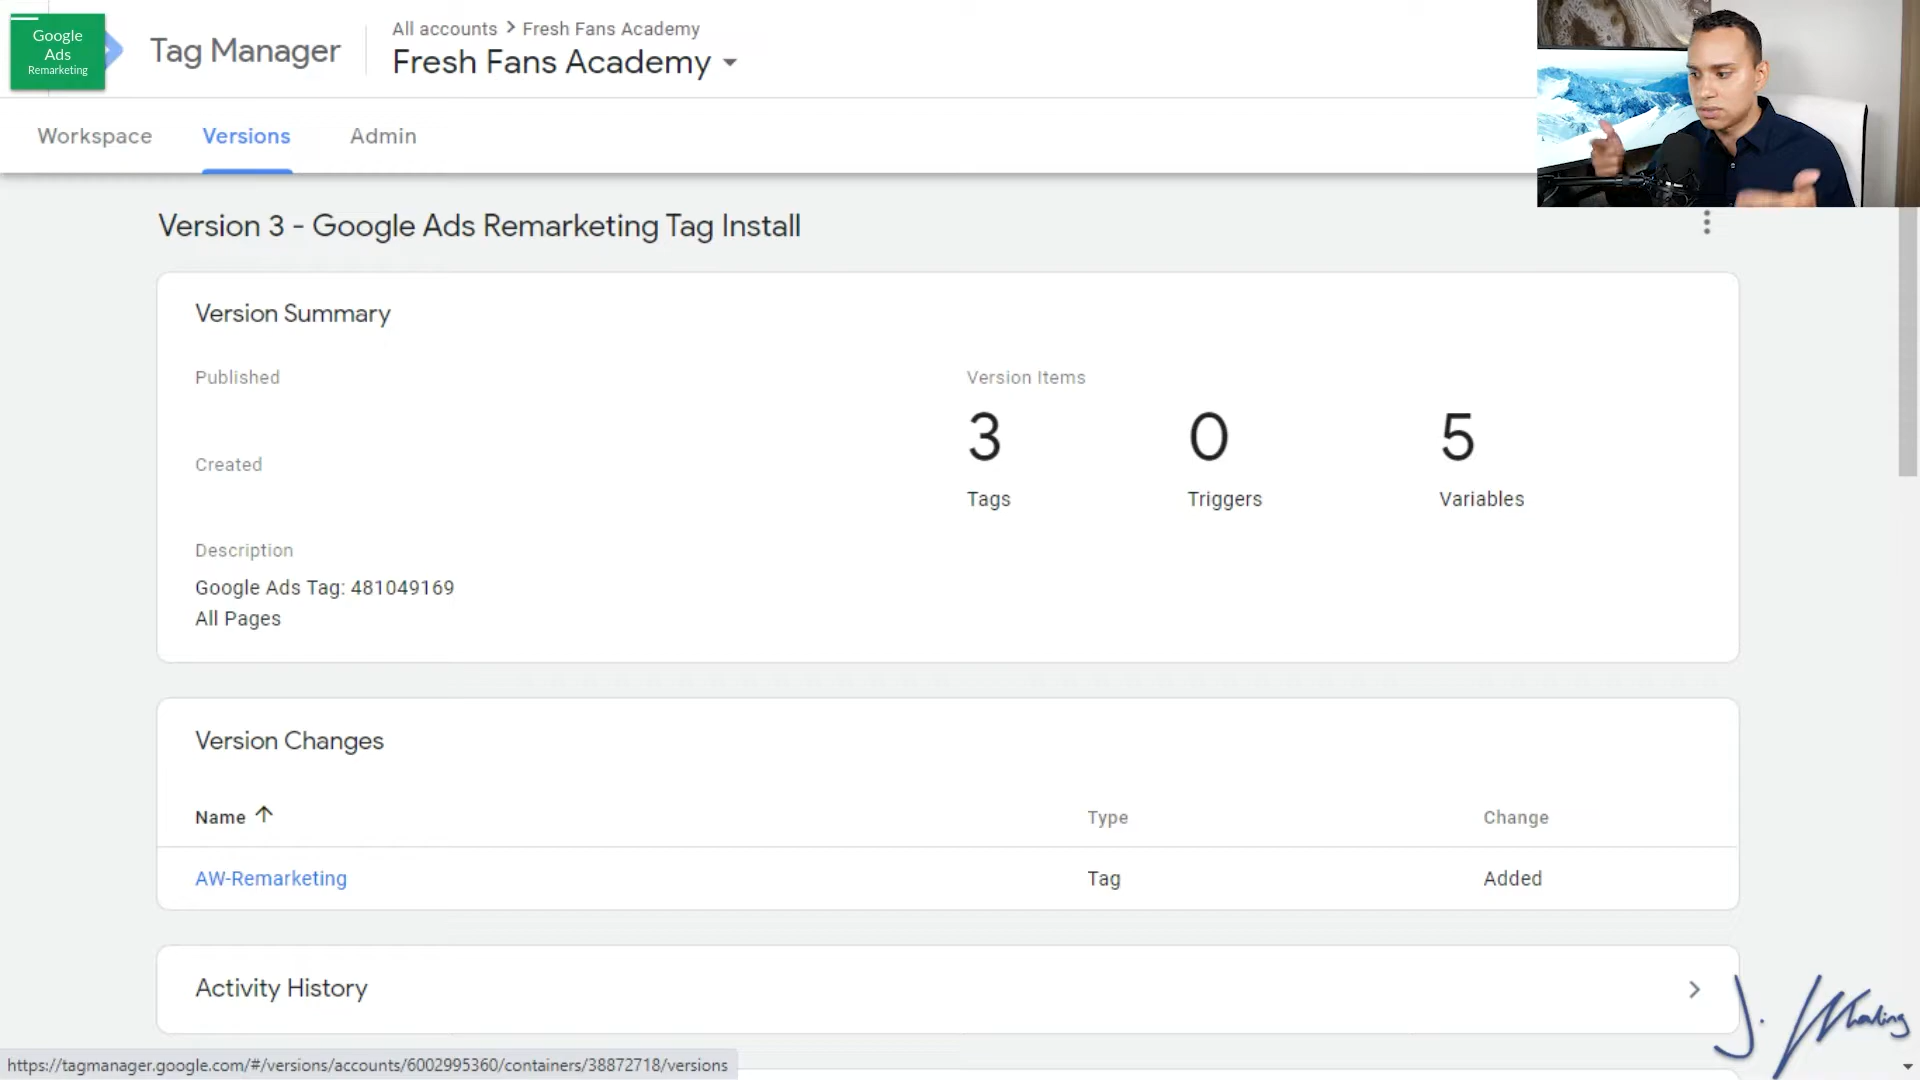 Google
Ads
Remarketing
Tag Manager
All accounts > Fresh Fans Academy
Fresh Fans Academy
Workspace
Versions
Admin
Version 3 - Google Ads Remarketing Tag Install
Version Summary
Published
Version Items
3
0
5
Tags
Triggers
Variables
Created
Description
Google Ads Tag: 481049169
All Pages
Version Changes
Name
Type
Change
AW-Remarketing
Tag
Added
Activity History
https://tagmanager.google.com/#/versions/accounts/6002995360/containers/38872718/versions